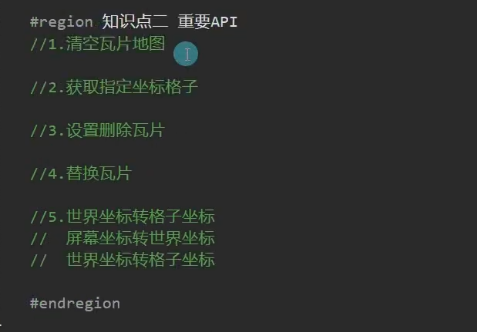 #region 知识点二 重要API
//1.清空瓦片地图
//2.获取指定坐标格子
//3.设置删除瓦片
//4.替换瓦片
//5.世界坐标转格子坐标
//  屏幕坐标转世界坐标
//  世界坐标转格子坐标
#endregion